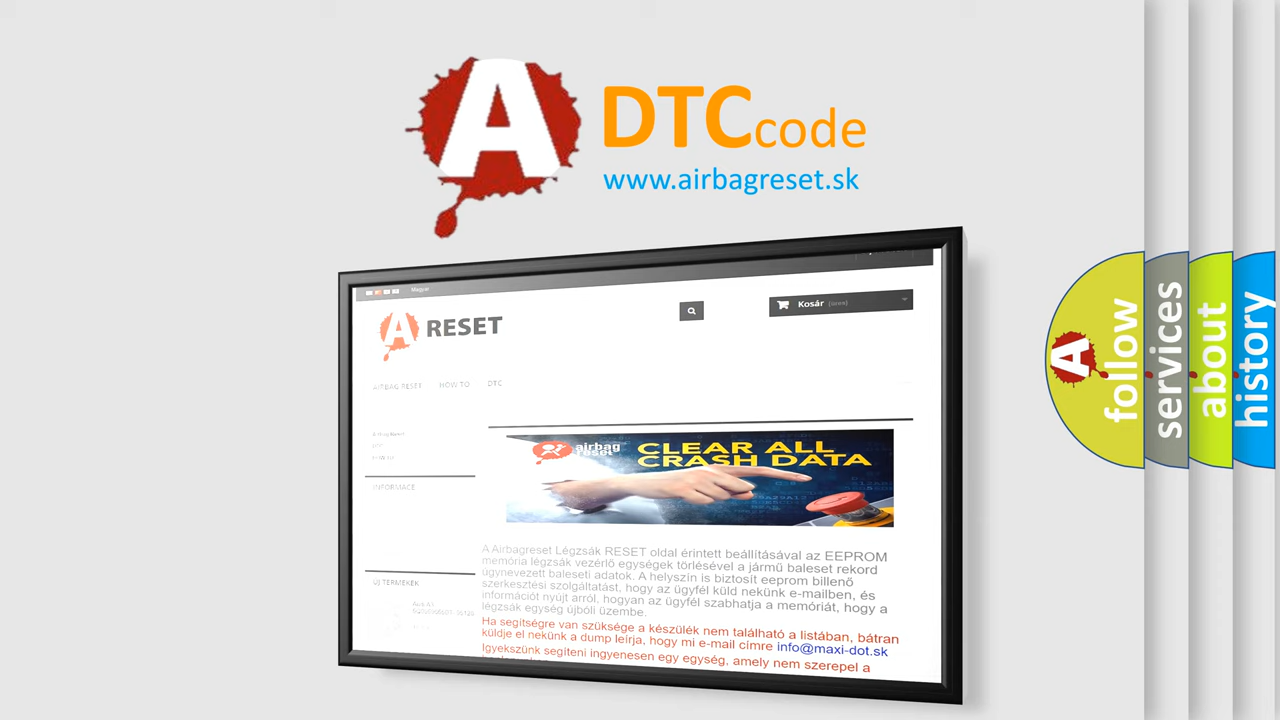 A
DTC code
www.airbagreset.sk
Magyar
A RESET
Kosár
AIRBAG RESET HOW TO DTC
airbag
reset
CLEAR ALL
CRASH DATA
INFORMACE
A Airbagreset Légzsák RESET oldal érintett beállításával az EEPROM
memória légzsák vezérlő egységek törlésével a jármű baleset rekord
úgynevezett baleseti adatok. A helyszín is biztosít eeprom billenő
szerkesztési szolgáltatást, hogy az ügyfél küld nekünk e-mailben, és
információt nyújt arról, hogyan az ügyfél szabhatja a memóriát, hogy a
légzsák egység újbóli üzembe.
ÚJ TERMÉKEK
Ha segítségre van szüksége a készülék nem található a listában, bátran
küldje el nekünk a dump leírja, hogy mi e-mail címre info@maxi-dot.sk
Igyekszünk segíteni ingyenesen egy egység, amely nem szerepel a
A follow
services
about
history